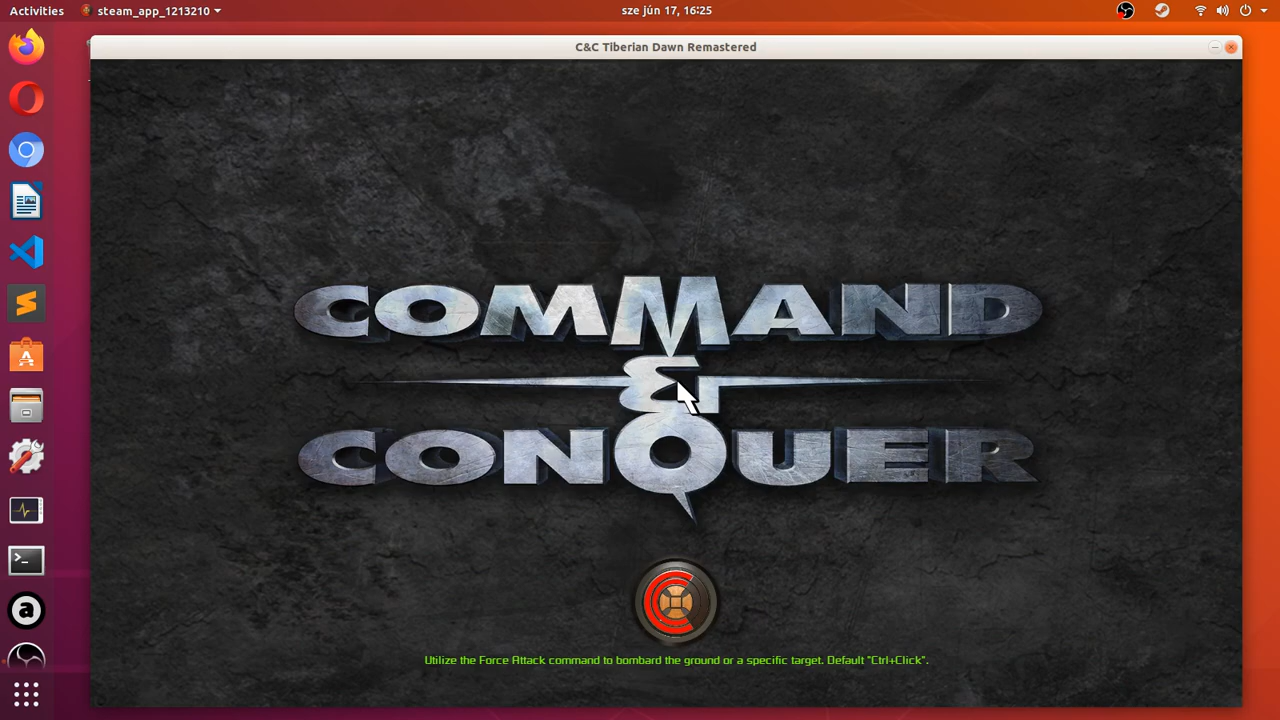 Activities
steam_app_1213210
sze jún 17, 16:25
C&C Tiberian Dawn Remastered
COMMAND
&
CONQUER
Utilize the Force Attack command to bombard the ground or a specific target. Default "Ctrl+Click".